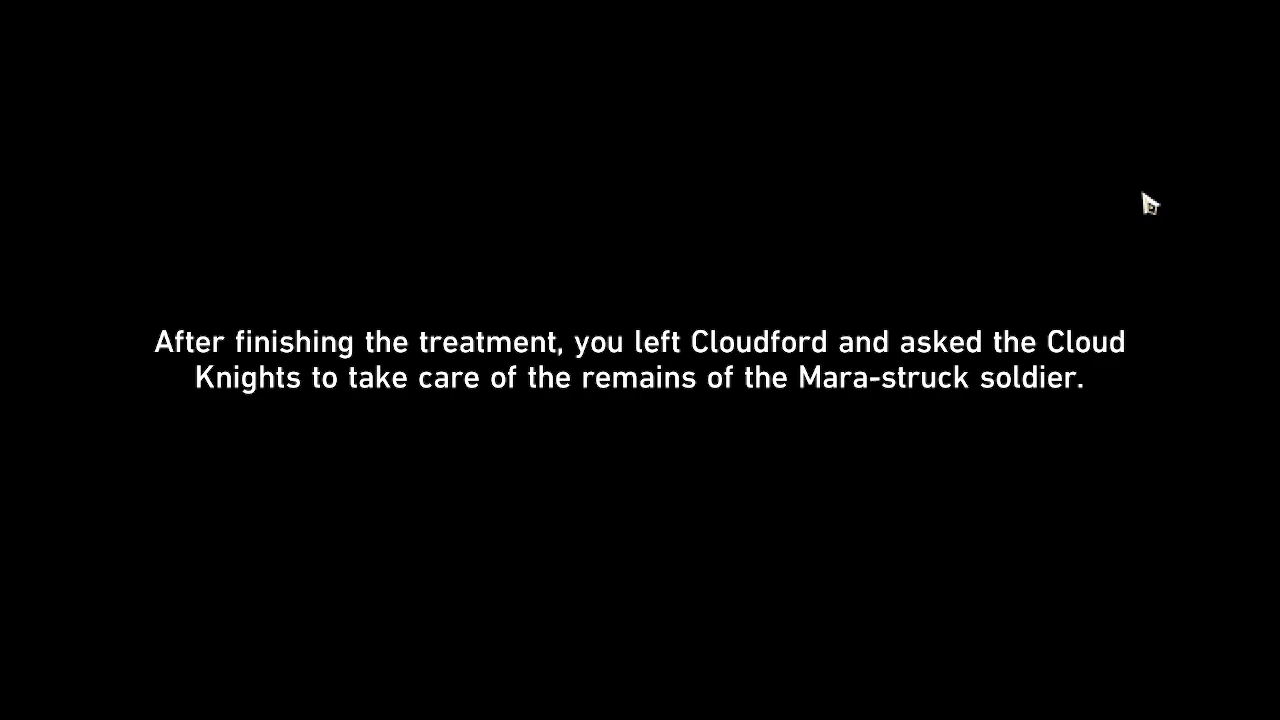 After finishing the treatment, you left Cloudford and asked the Cloud
Knights to take care of the remains of the Mara-struck soldier.